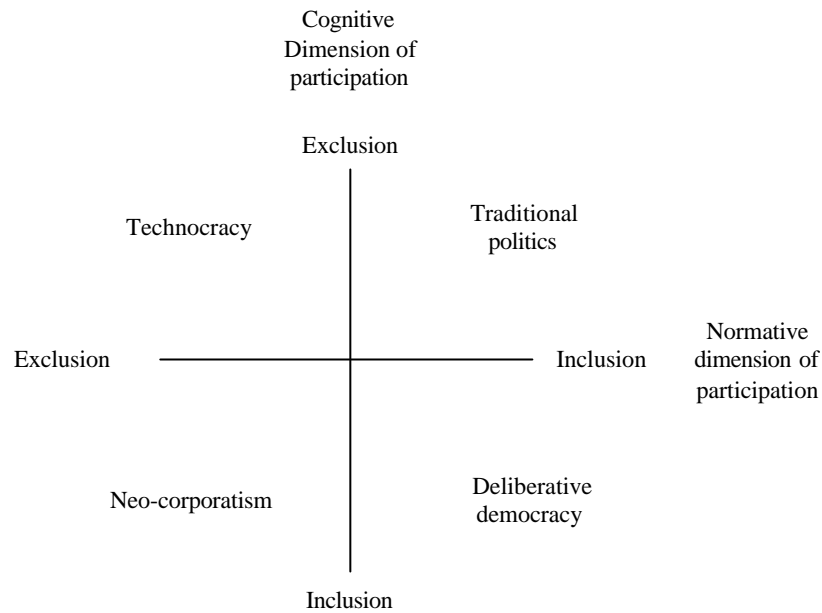 Cognitive
Dimension of
participation
Exclusion
Technocracy
Traditional
politics
Exclusion
Inclusion
Normative
dimension of
participation
Neo-corporatism
Deliberative
democracy
Inclusion